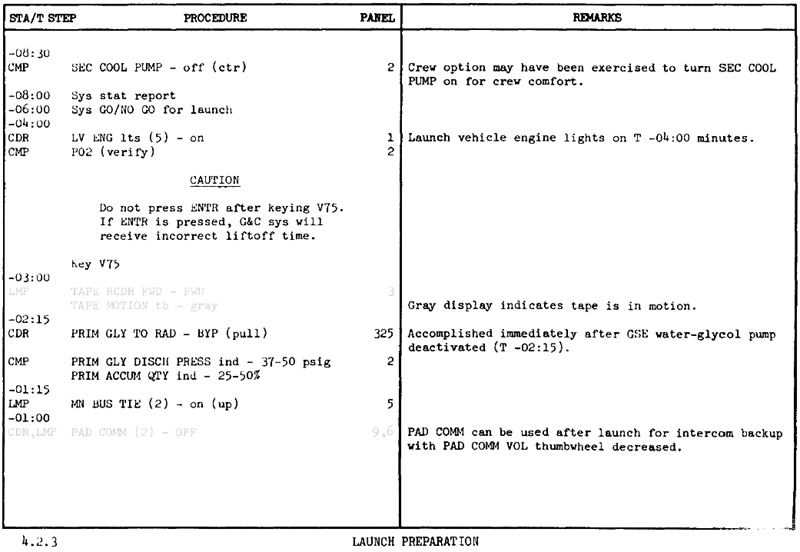 STA/T STEP PROCEDURE PANEL REMARKS
-08:30
CMP SEC COOL PUMP - off (ctr) 2 Crew option may have been exercised to turn SEC COOL
PUMP on for crew comfort.
-08:00 Sys stat report
-06:00 Sys GO/NO GO for launch
-04:00
CDR LV ENG lts (5) - on 1 Launch vehicle engine lights on T -04:00 minutes.
CMP P02 (verify) 2
CAUTION
Do not press ENTR after keying V75.
If ENTR is pressed, G&C sys will
receive incorrect liftoff time.
Key V75
-03:00
LMP TAPE RCDR FWD - FWD 3
TAPE MOTION tb - gray Gray display indicates tape is in motion.
-02:15
CDR PRIM GLY TO RAD - BYP (pull) 325 Accomplished immediately after GSE water-glycol pump
deactivated (T -02:15).
CMP PRIM GLY DISCH PRESS ind - 37-50 psig 2
PRIM ACCUM QTY ind - 25-50%
-01:15
LMP MN BUS TIE (2) - on (up) 5
-01:00
CDR,LMP PAD COMM (2) - OFF 9,6 PAD COMM can be used after launch for intercom backup
with PAD COMM VOL thumbwheel decreased.
4.2.3 LAUNCH PREPARATION